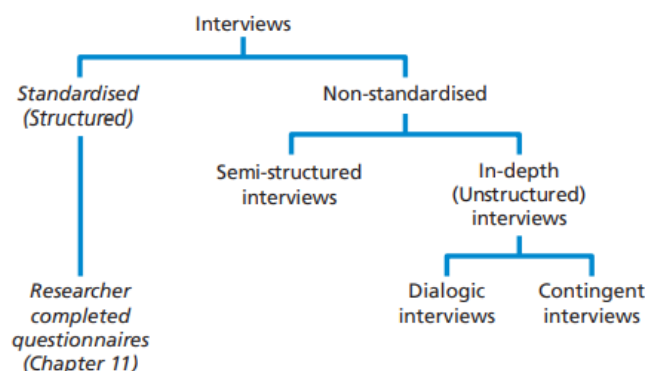 Interviews
Standardised
(Structured)
Non-standardised
Semi-structured
interviews
In-depth
(Unstructured)
interviews
Researcher
completed
questionnaires
(Chapter 11)
Dialogic
interviews
Contingent
interviews